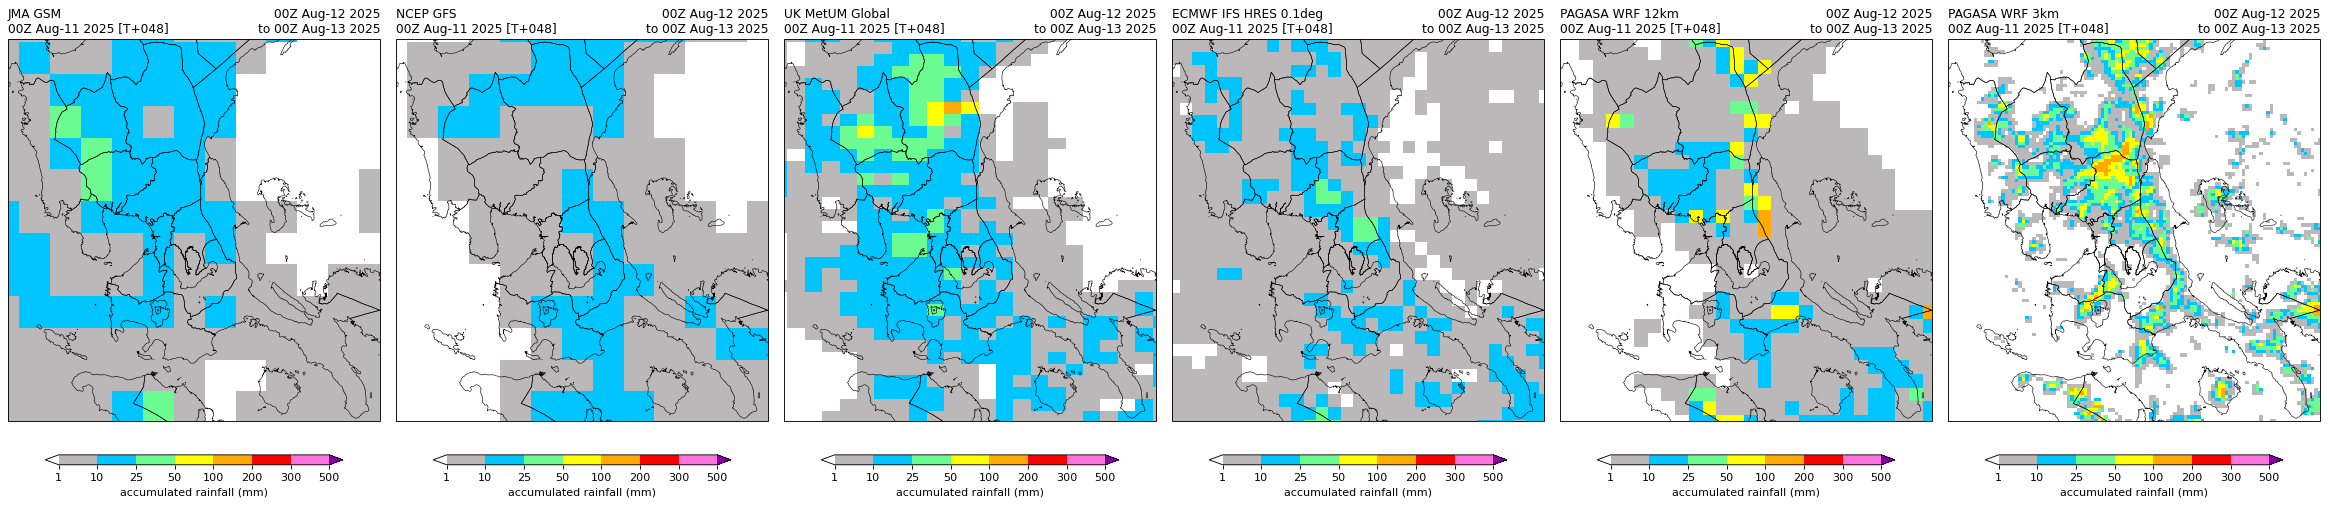 JMA GSM 00Z Aug-12 2025
00Z Aug-11 2025 [T+048] to 00Z Aug-13 2025
1 10 25 50 100 200 300 500
accumulated rainfall (mm)
NCEP GFS 00Z Aug-12 2025
00Z Aug-11 2025 [T+048] to 00Z Aug-13 2025
1 10 25 50 100 200 300 500
accumulated rainfall (mm)
UK MetUM Global 00Z Aug-12 2025
00Z Aug-11 2025 [T+048] to 00Z Aug-13 2025
1 10 25 50 100 200 300 500
accumulated rainfall (mm)
ECMWF IFS HRES 0.1deg 00Z Aug-12 2025
00Z Aug-11 2025 [T+048] to 00Z Aug-13 2025
1 10 25 50 100 200 300 500
accumulated rainfall (mm)
PAGASA WRF 12km 00Z Aug-12 2025
00Z Aug-11 2025 [T+048] to 00Z Aug-13 2025
1 10 25 50 100 200 300 500
accumulated rainfall (mm)
PAGASA WRF 3km 00Z Aug-12 2025
00Z Aug-11 2025 [T+048] to 00Z Aug-13 2025
1 10 25 50 100 200 300 500
accumulated rainfall (mm)